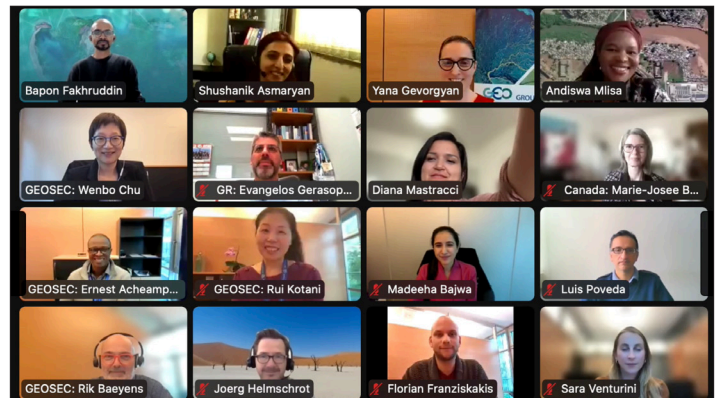 Bapon Fakhruddin
Shushanik Asmaryan
Yana Gevorgyan
GEO
GROU
Andiswa Mlisa
GEOSEC: Wenbo Chu
GR: Evangelos Gerasop...
Diana Mastracci
Canada: Marie-Josee B...
GEOSEC: Ernest Acheamp...
GEOSEC: Rui Kotani
Madeeha Bajwa
Luis Poveda
GEOSEC: Rik Baeyens
Joerg Helmschrot
Florian Franziskakis
Sara Venturini